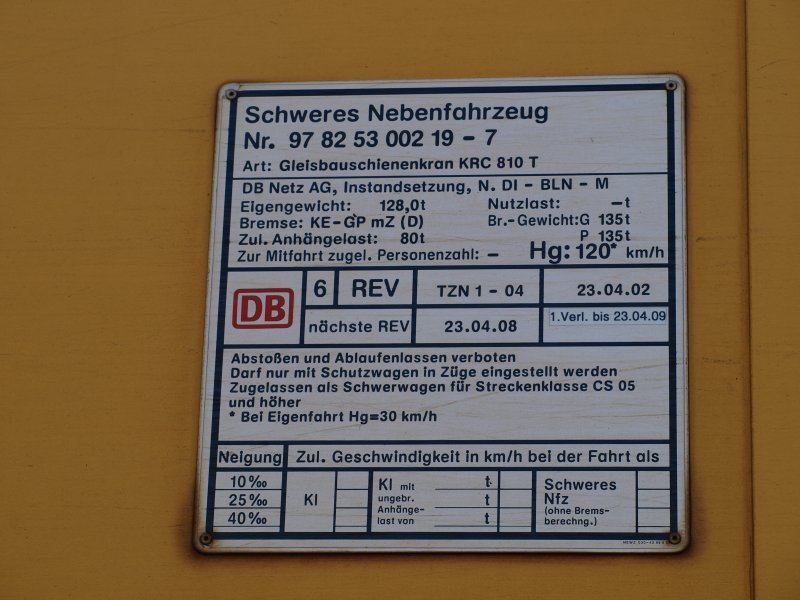 Schweres Nebenfahrzeug
Nr. 97 82 53 002 19 - 7
Art: Gleisbauschienenkran KRC 810 T
DB Netz AG, Instandsetzung, N. DI - BLN - M
Eigengewicht: 128,0t Nutzlast: -t
Bremse: KE-GP mZ (D) Br.-Gewicht:G 135t
Zul. Anhängelast: 80t P 135t
Zur Mitfahrt zugel. Personenzahl: - Hg: 120* km/h
DB 6 REV TZN 1 - 04 23.04.02
nächste REV 23.04.08 1.Verl. bis 23.04.09
Abstoßen und Ablaufenlassen verboten
Darf nur mit Schutzwagen in Züge eingestellt werden
Zugelassen als Schwerwagen für Streckenklasse CS 05
und höher
* Bei Eigenfahrt Hg=30 km/h
Neigung Zul. Geschwindigkeit in km/h bei der Fahrt als
10‰
25‰
40‰
Kl
Kl mit t
ungebr. t
Anhänge-
last von t
Schweres
Nfz
(ohne Brems-
berechng.)